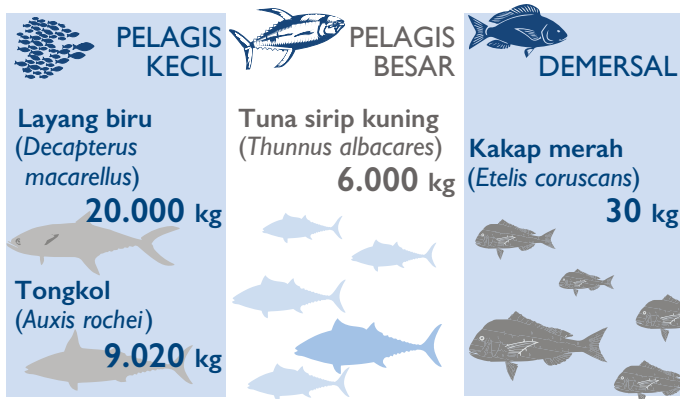 PELAGIS
KECIL
Layang biru
(Decapterus
macarellus)
20.000 kg
Tongkol
(Auxis rochei)
9.020 kg
PELAGIS
BESAR
Tuna sirip kuning
(Thunnus albacares)
6.000 kg
DEMERSAL
Kakap merah
(Etelis coruscans)
30 kg